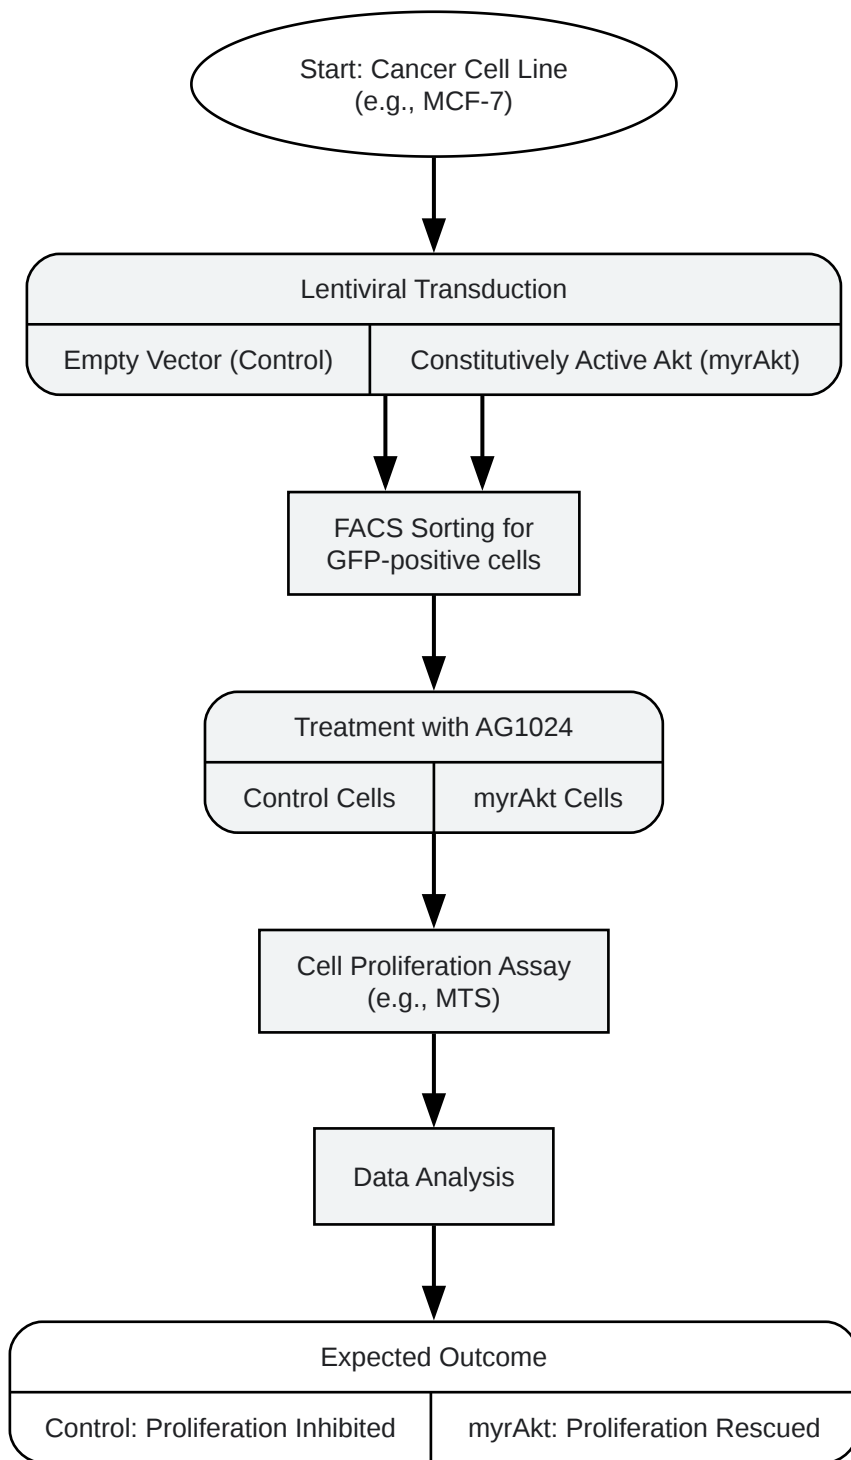 Start: Cancer Cell Line
(e.g., MCF-7)
Lentiviral Transduction
Empty Vector (Control)
Constitutively Active Akt (myrAkt)
FACS Sorting for
GFP-positive cells
Treatment with AG1024
Control Cells
myrAkt Cells
Cell Proliferation Assay
(e.g., MTS)
Data Analysis
Expected Outcome
Control: Proliferation Inhibited
myrAkt: Proliferation Rescued